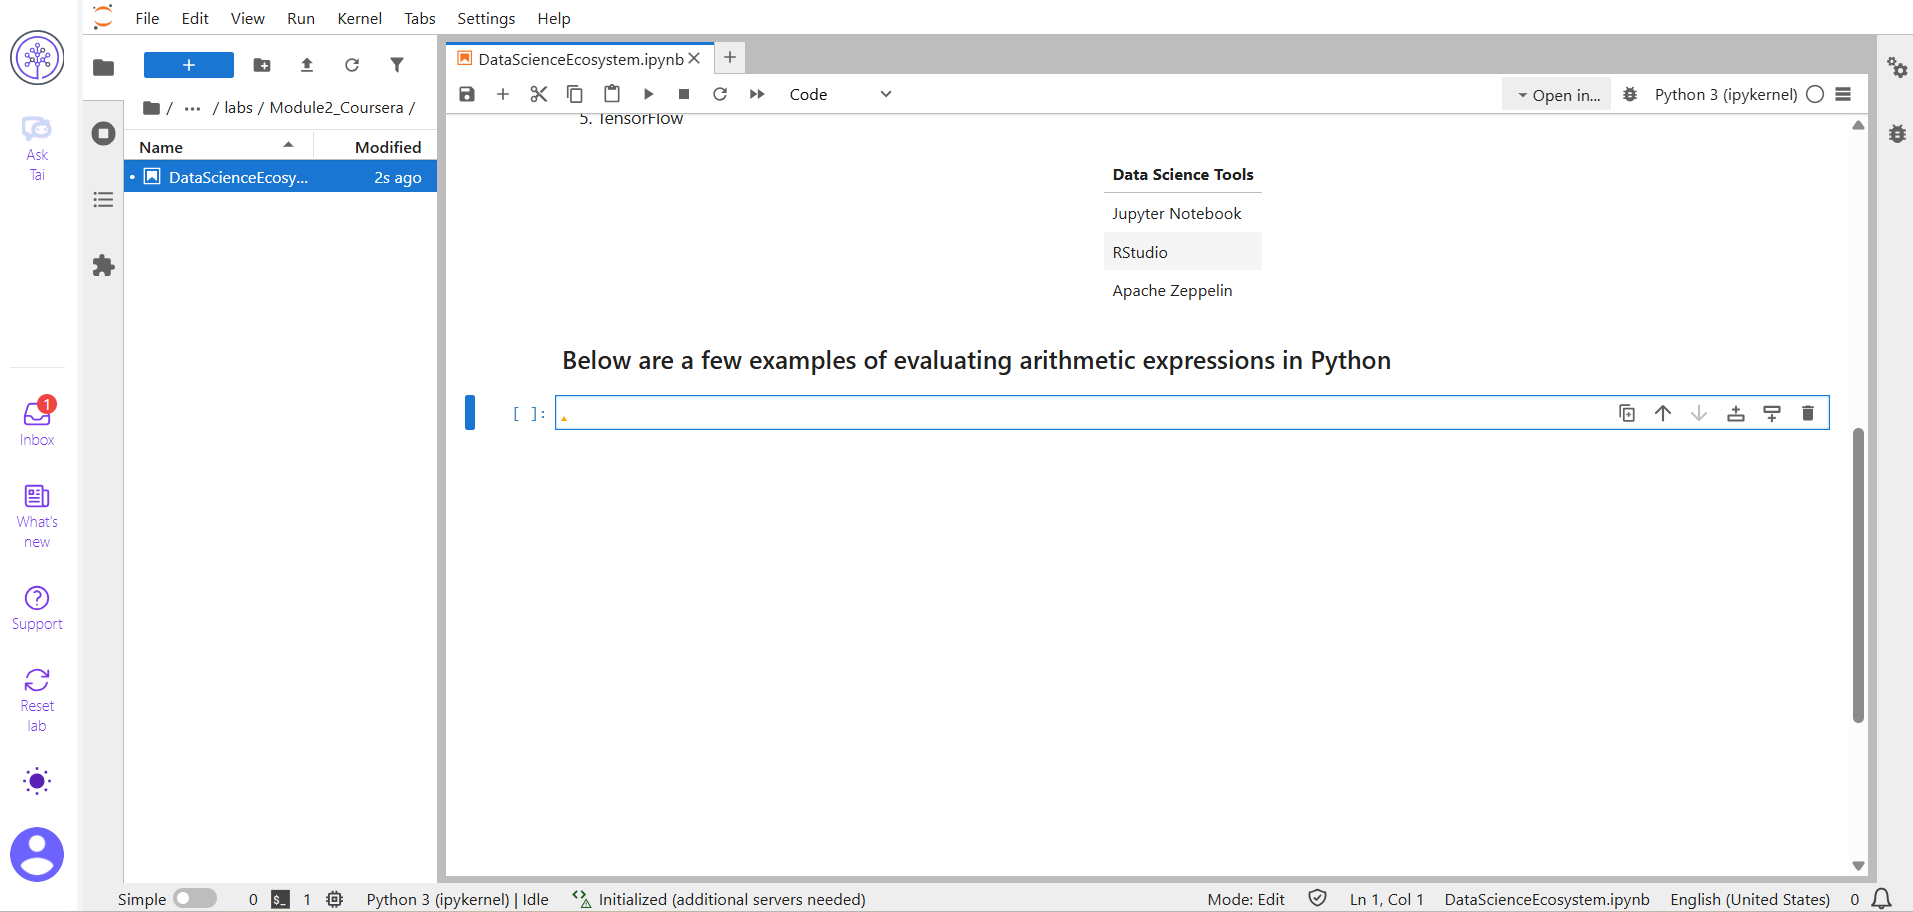 File Edit View Run Kernel Tabs Settings Help
Ask
Tai
Inbox
1
What's
new
Support
Reset
lab
+
/ ··· / labs / Module2_Coursera /
Name Modified
• DataScienceEcosy... 2s ago
DataScienceEcosystem.ipynb
Code
Open in...
Python 3 (ipykernel)
5. TensorFlow
Data Science Tools
Jupyter Notebook
RStudio
Apache Zeppelin
Below are a few examples of evaluating arithmetic expressions in Python
[ ]:
Simple 0 $_ 1 Python 3 (ipykernel) | Idle Initialized (additional servers needed) Mode: Edit Ln 1, Col 1 DataScienceEcosystem.ipynb English (United States) 0